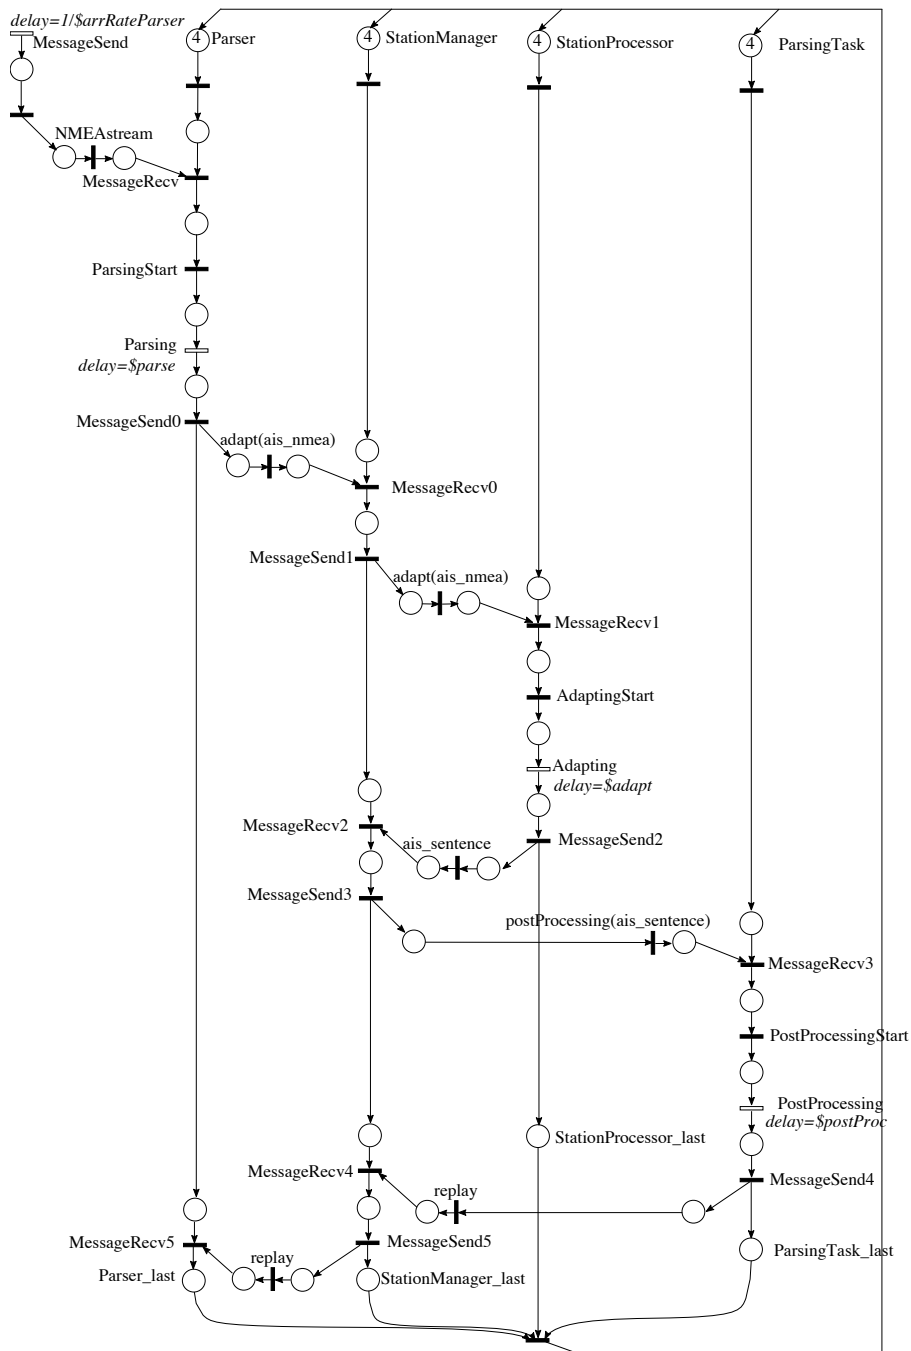 delay=1/$arrRateParser
MessageSend
4 Parser
4 StationManager
4 StationProcessor
4 ParsingTask
NMEAstream
MessageRecv
ParsingStart
Parsing
delay=$parse
MessageSend0
adapt(ais_nmea)
MessageRecv0
MessageSend1
adapt(ais_nmea)
MessageRecv1
AdaptingStart
Adapting
delay=$adapt
MessageRecv2
ais_sentence
MessageSend2
MessageSend3
postProcessing(ais_sentence)
MessageRecv3
PostProcessingStart
PostProcessing
delay=$postProc
StationProcessor_last
MessageRecv4
replay
MessageSend4
MessageRecv5
replay
MessageSend5
ParsingTask_last
Parser_last
StationManager_last